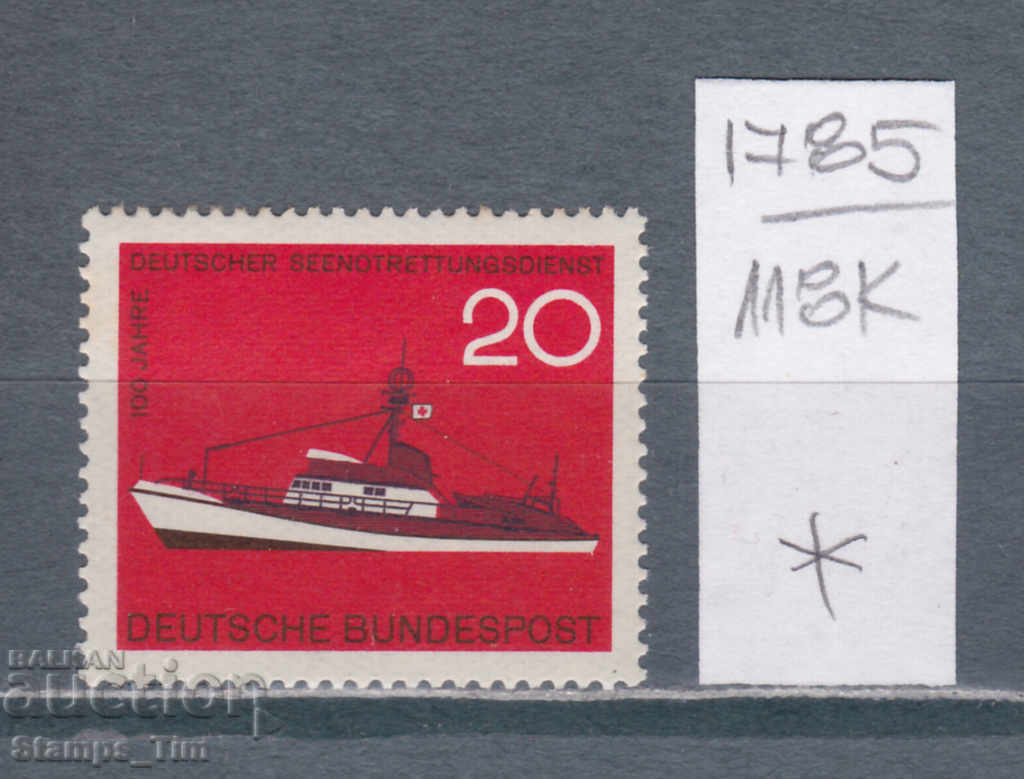 DEUTSCHER SEENOTRETTUNGSDIENST
100 JAHRE
20
DEUTSCHE BUNDESPOST
1785
118K
*
BALKAN
auction
Stamps_Tim